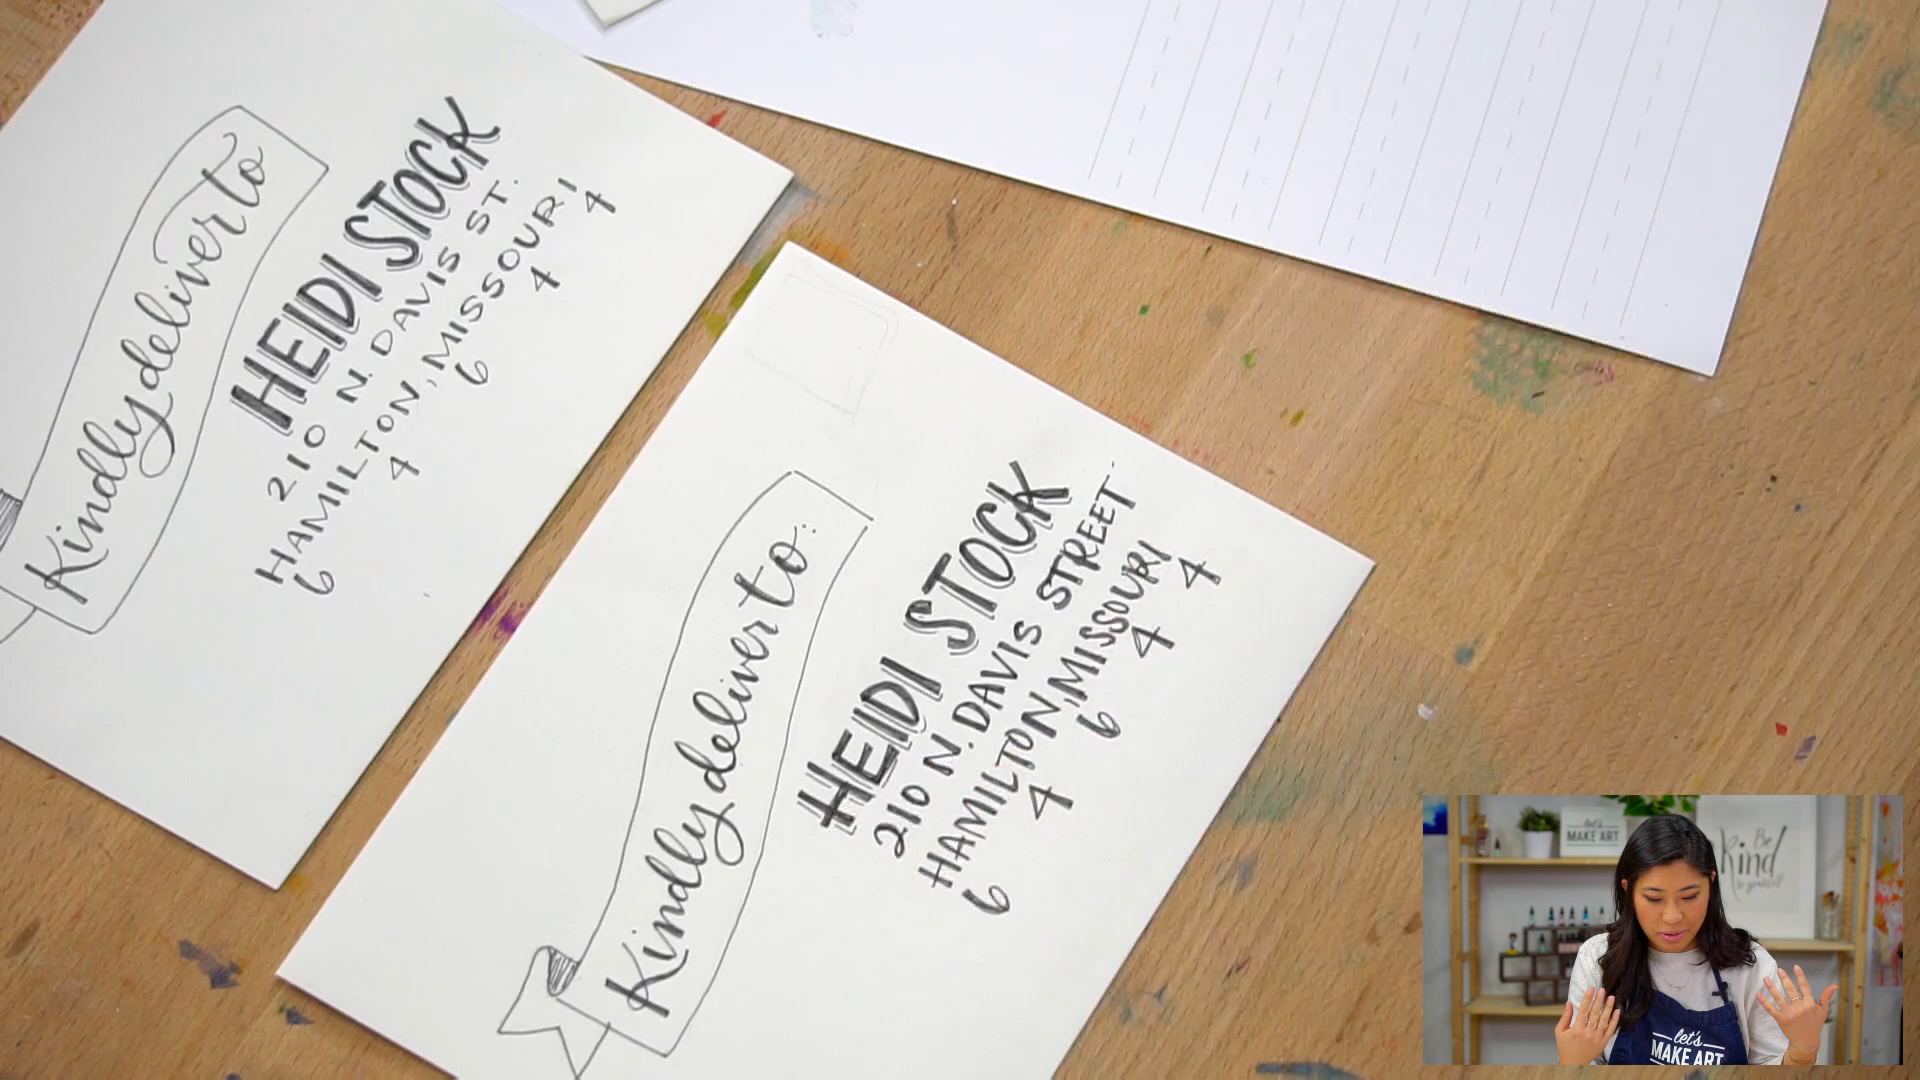 Kindly deliver to
HEIDI STOCK
210 N. DAVIS ST.
HAMILTON, MISSOURI
6 4 6 4 4
Kindly deliver to:
HEIDI STOCK
210 N. DAVIS STREET
HAMILTON, MISSOURI
6 4 6 4 4
let's
MAKE ART
Be
Kind
to yourself
let's
MAKE ART